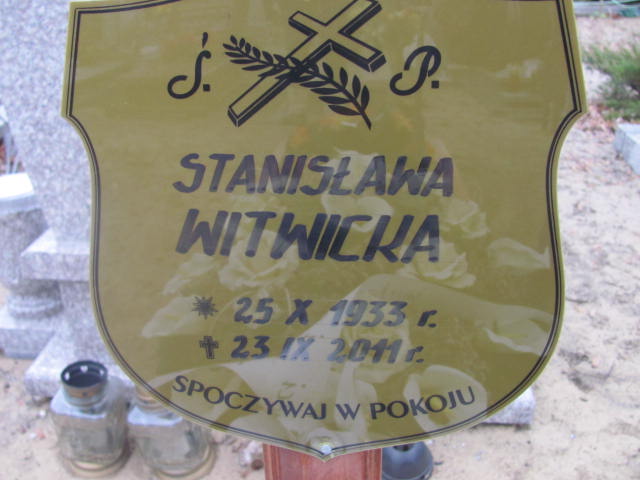 Ś. P.
STANISŁAWA
WITWICKA
* 25 X 1933 r.
✝ 23 IX 2011 r.
SPOCZYWAJ W POKOJU